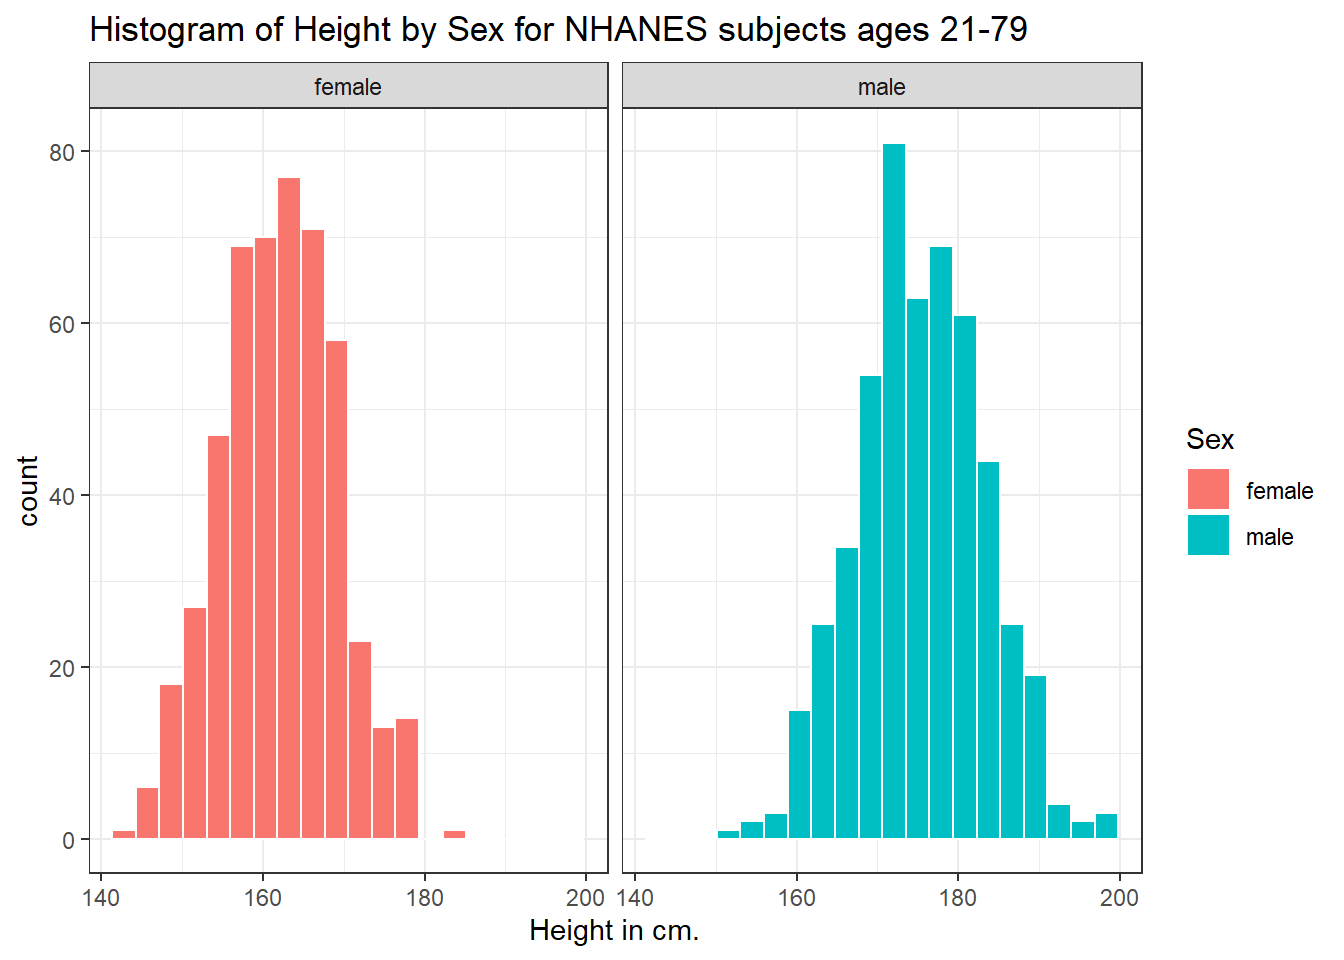 Histogram of Height by Sex for NHANES subjects ages 21-79
female
male
80
60
40
20
0
count
140
160
180
200
140
160
180
200
Height in cm.
Sex
female
male